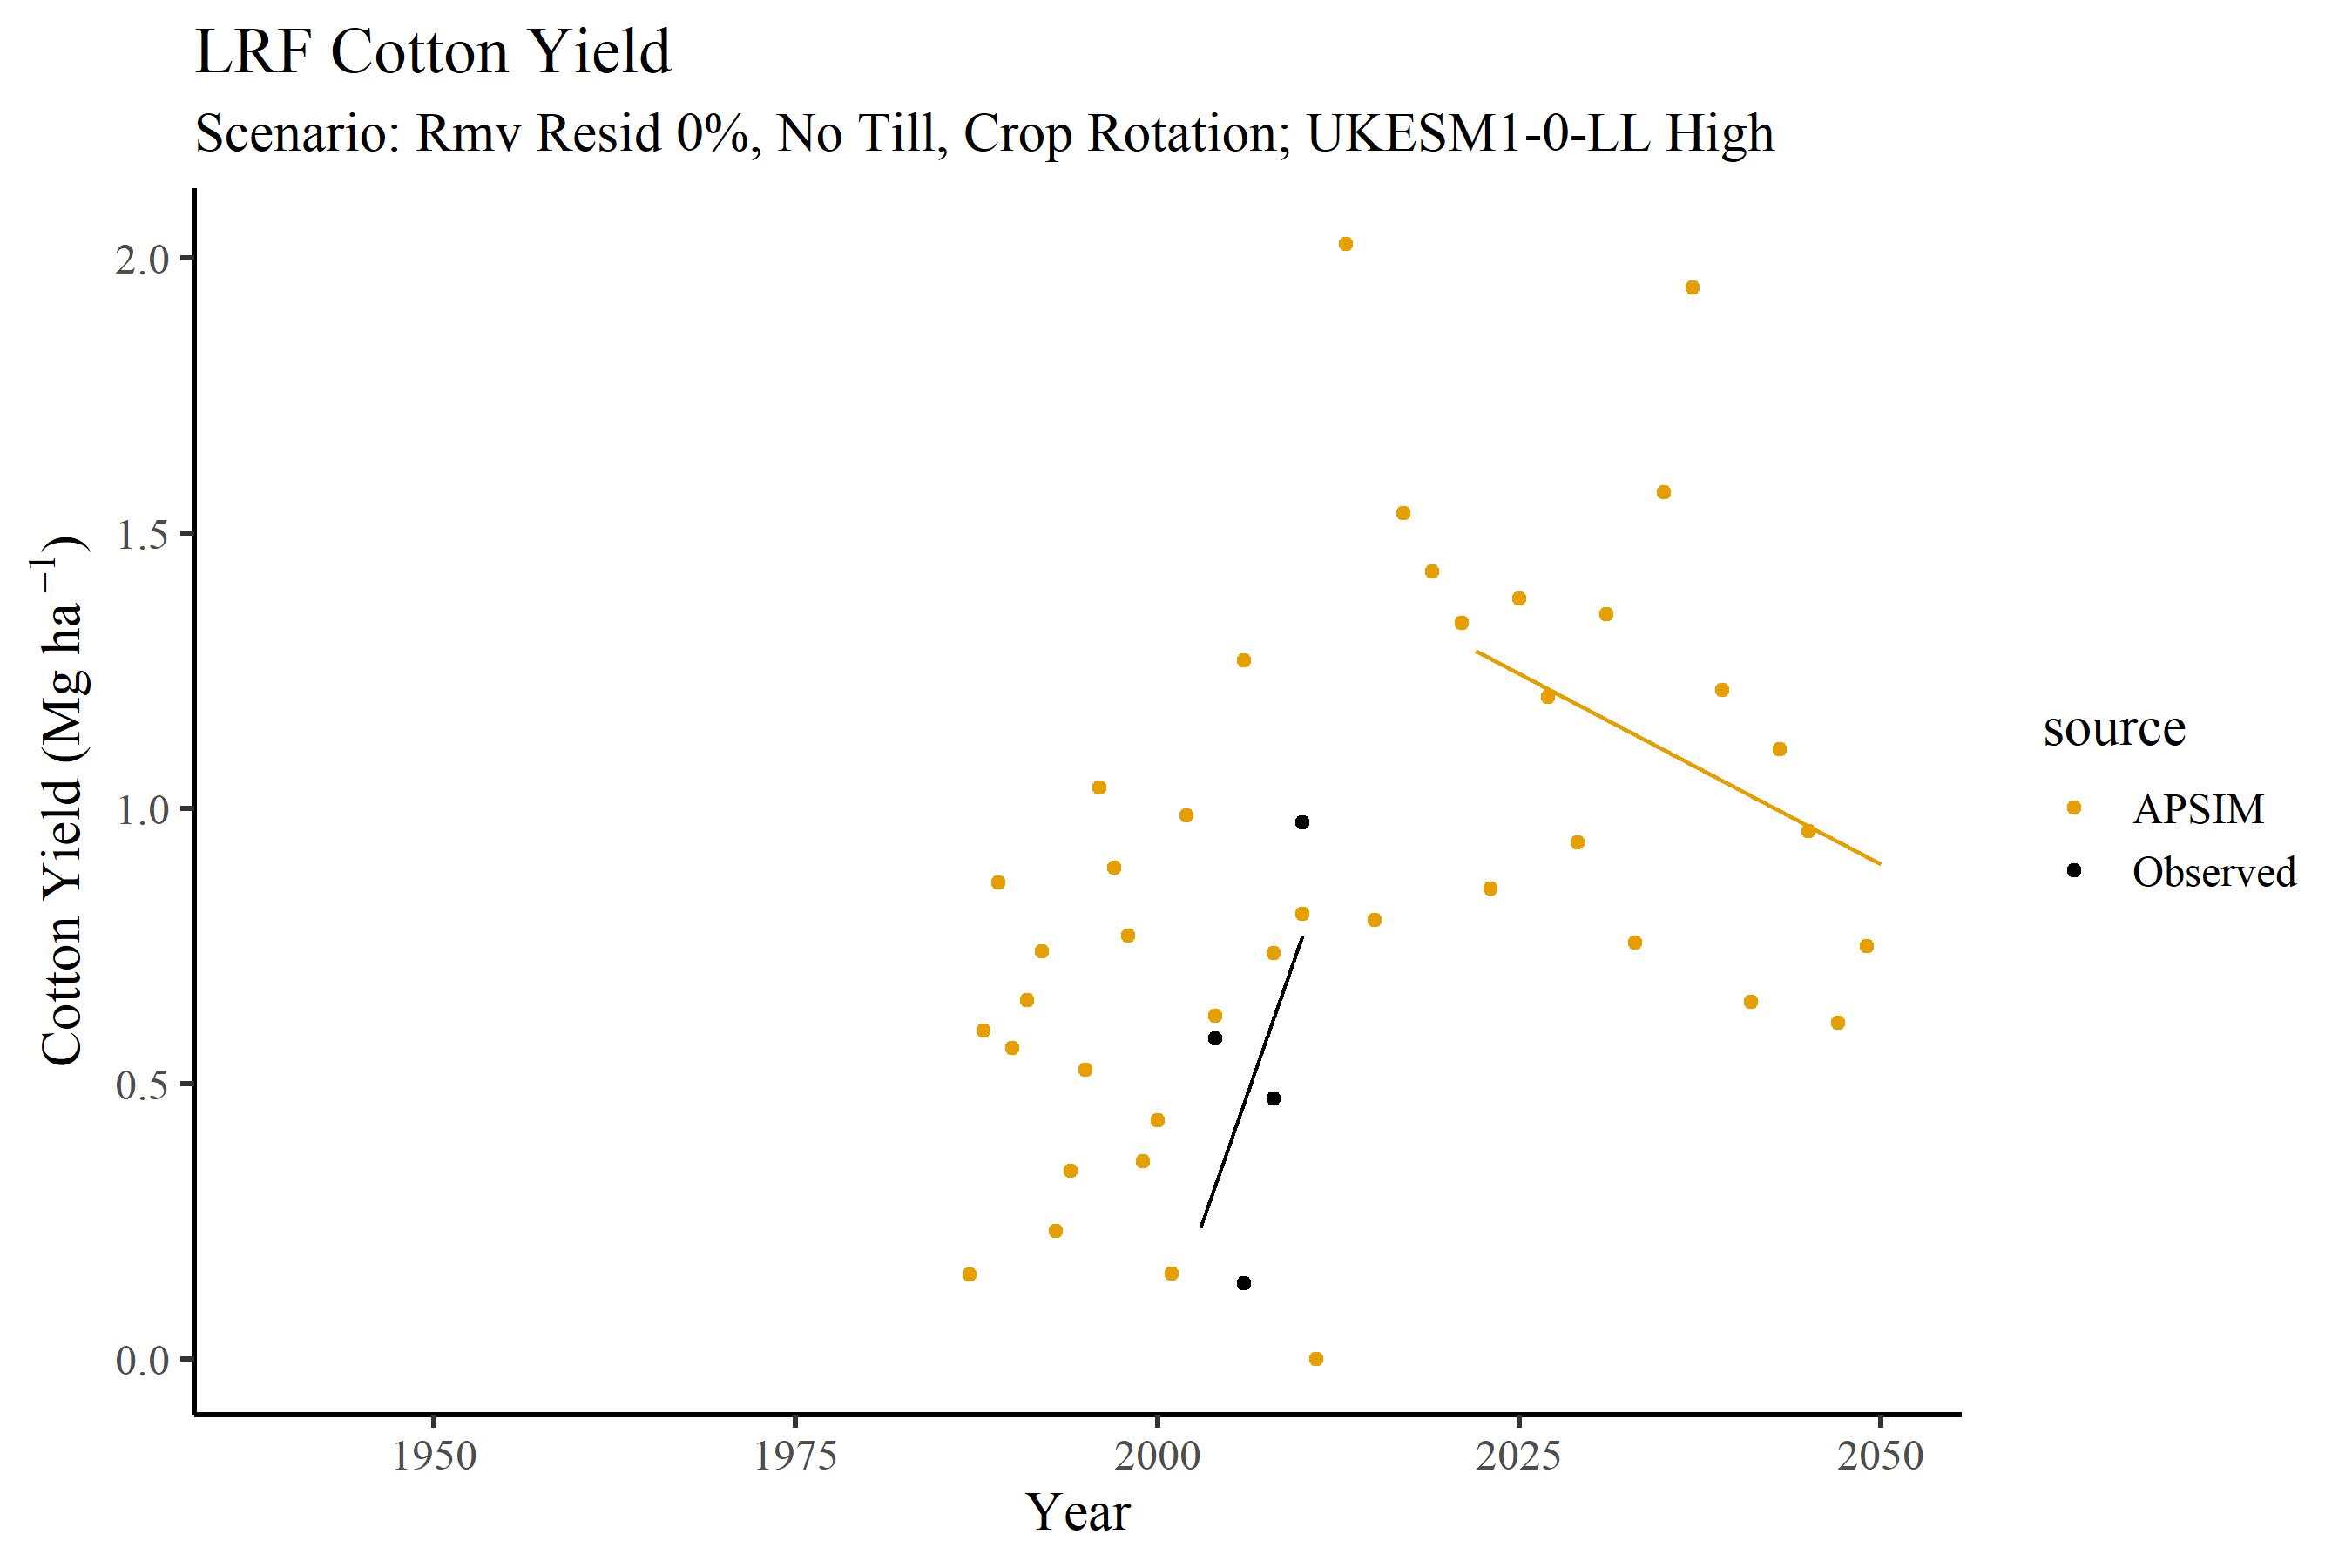 LRF Cotton Yield
Scenario: Rmv Resid 0%, No Till, Crop Rotation; UKESM1-0-LL High
Cotton Yield (Mg ha⁻¹)
2.0
1.5
1.0
0.5
0.0
1950 1975 2000 2025 2050
Year
source
APSIM
Observed